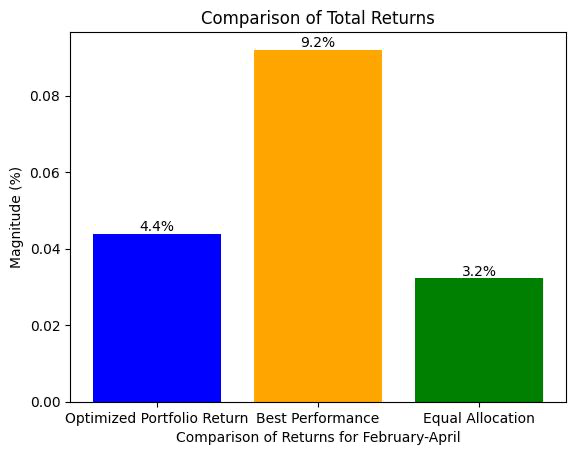 Comparison of Total Returns
9.2%
4.4%
3.2%
Magnitude (%)
0.08
0.06
0.04
0.02
0.00
Optimized Portfolio Return Best Performance Equal Allocation
Comparison of Returns for February-April